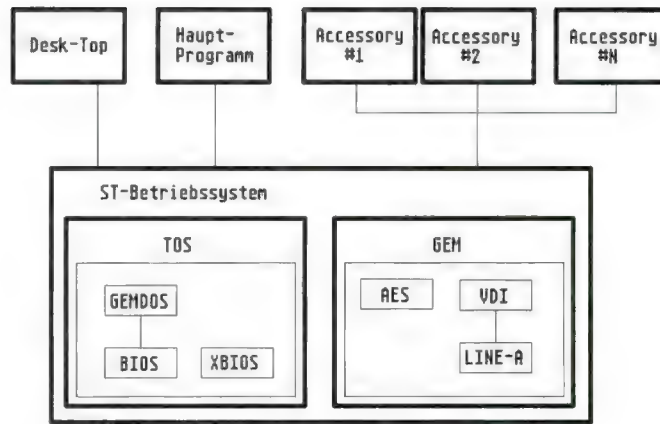 Desk-Top
Haupt-
Programm
Accessory
#1
Accessory
#2
Accessory
#N
ST-Betriebssystem
TOS
GEMDOS
BIOS
XBIOS
GEM
AES
VDI
LINE-A